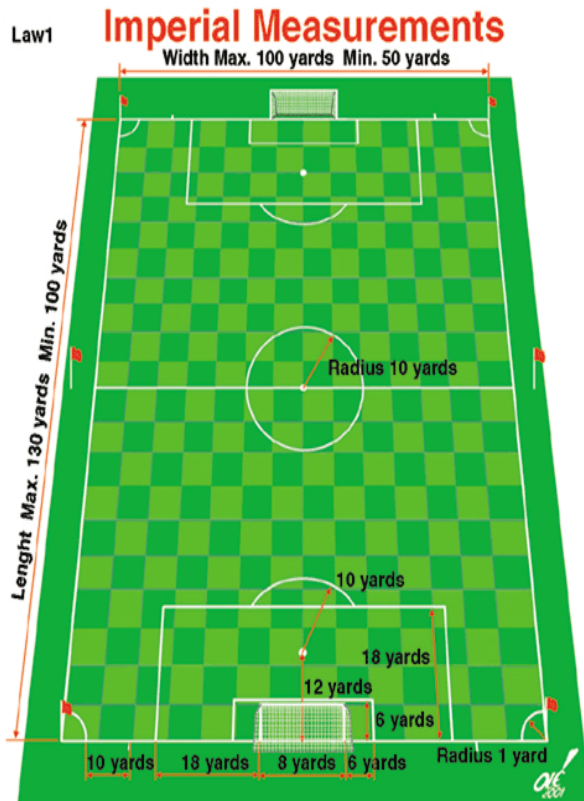 Law1
Imperial Measurements
Width Max. 100 yards Min. 50 yards
Lenght Max. 130 yards Min. 100 yards
Radius 10 yards
10 yards
18 yards
12 yards
6 yards
Radius 1 yard
10 yards
18 yards
8 yards
6 yards
2001